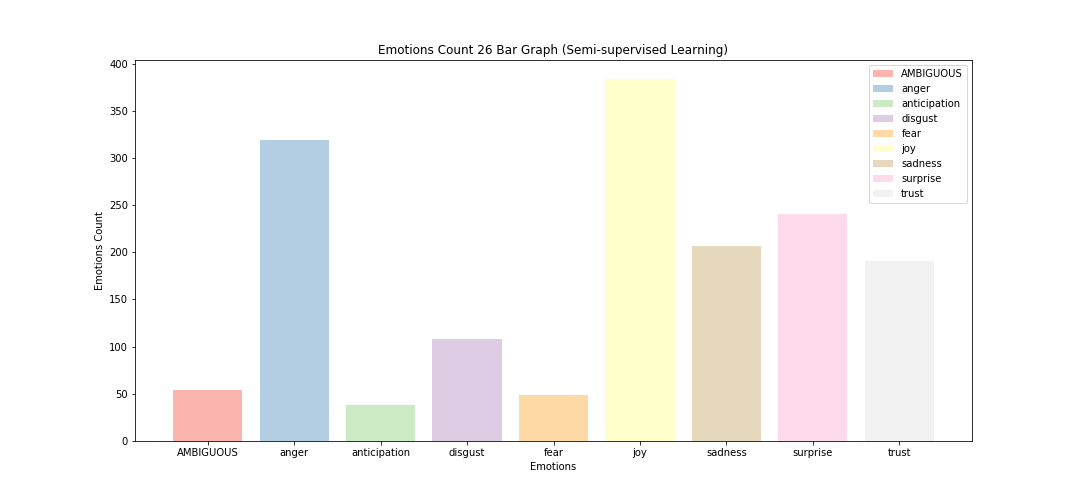 Emotions Count 26 Bar Graph (Semi-supervised Learning)
400
350
300
250
200
150
100
50
0
Emotions Count
AMBIGUOUS
anger
anticipation
disgust
fear
joy
sadness
surprise
trust
AMBIGUOUS anger anticipation disgust fear joy sadness surprise trust
Emotions